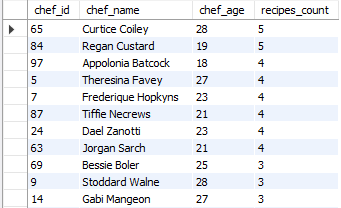 chef_id chef_name chef_age recipes_count
65 Curtice Coiley 28 5
84 Regan Custard 19 5
97 Appolonia Batcock 18 4
5 Theresina Favey 27 4
7 Frederique Hopkyns 23 4
87 Tiffie Necrews 21 4
24 Dael Zanotti 23 4
63 Jorgan Sarch 21 4
69 Bessie Boler 25 3
9 Stoddard Walne 28 3
14 Gabi Mangeon 27 3